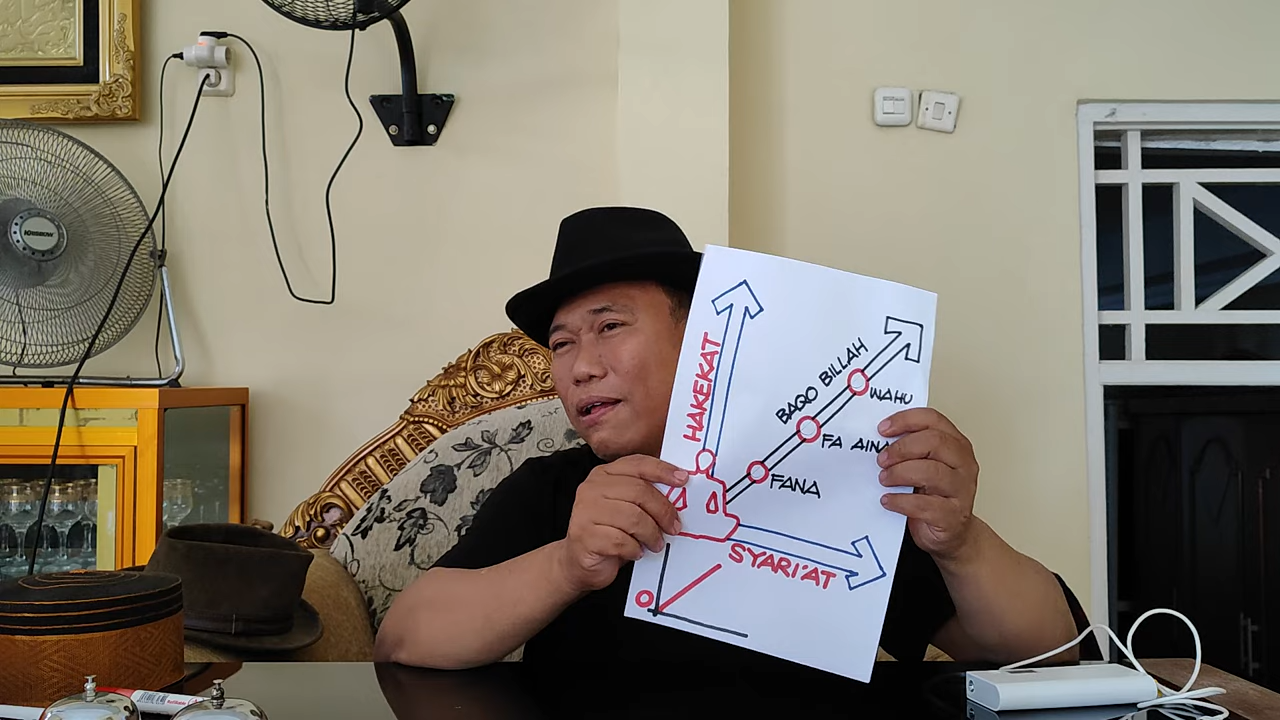 HAKEKAT
BAQO BILLAH
WAHU
FA AINA
FANA
SYARI'AT